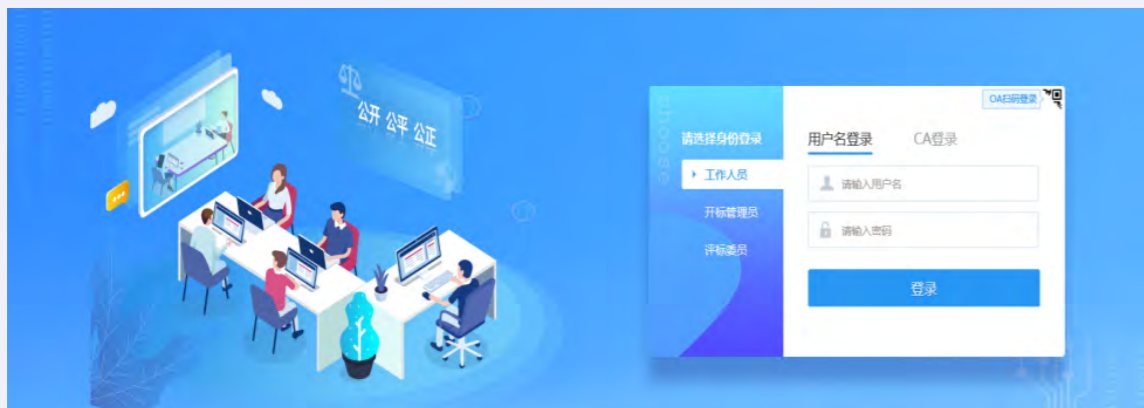 公开 公平 公正
choose
请选择身份登录
工作人员
开标管理员
评标委员
OA扫码登录
用户名登录
CA登录
请输入用户名
请输入密码
登录